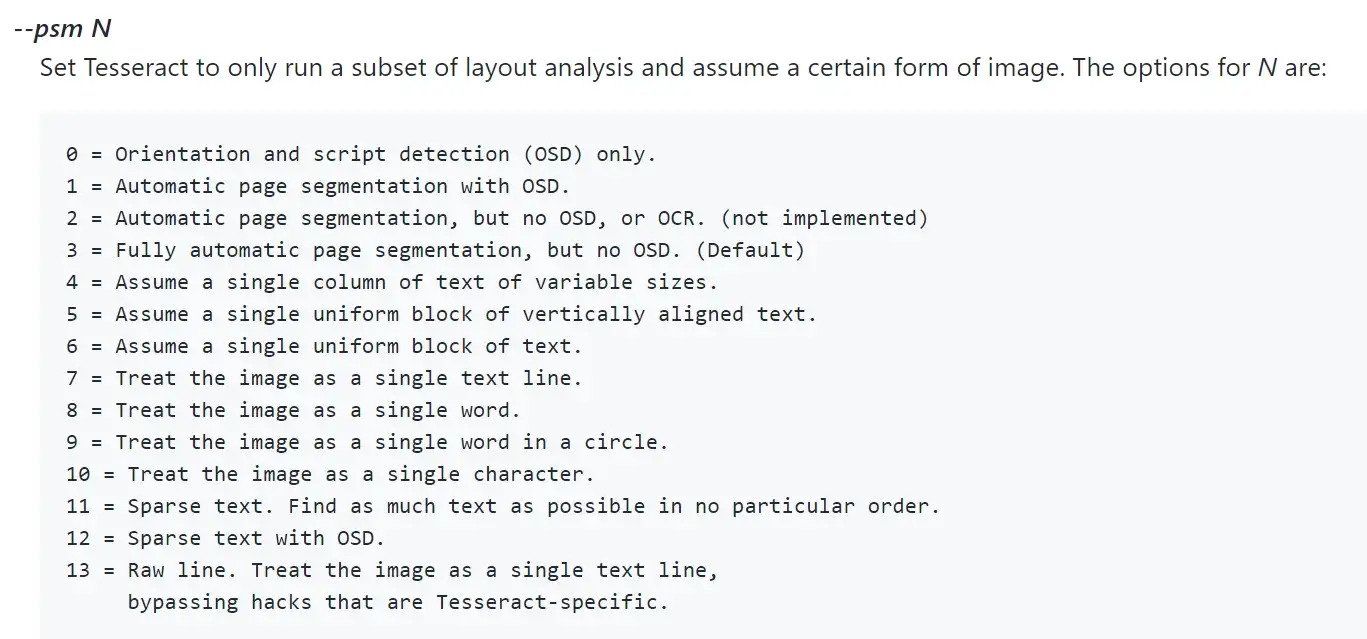 --psm N
Set Tesseract to only run a subset of layout analysis and assume a certain form of image. The options for N are:
0 = Orientation and script detection (OSD) only.
1 = Automatic page segmentation with OSD.
2 = Automatic page segmentation, but no OSD, or OCR. (not implemented)
3 = Fully automatic page segmentation, but no OSD. (Default)
4 = Assume a single column of text of variable sizes.
5 = Assume a single uniform block of vertically aligned text.
6 = Assume a single uniform block of text.
7 = Treat the image as a single text line.
8 = Treat the image as a single word.
9 = Treat the image as a single word in a circle.
10 = Treat the image as a single character.
11 = Sparse text. Find as much text as possible in no particular order.
12 = Sparse text with OSD.
13 = Raw line. Treat the image as a single text line,
bypassing hacks that are Tesseract-specific.